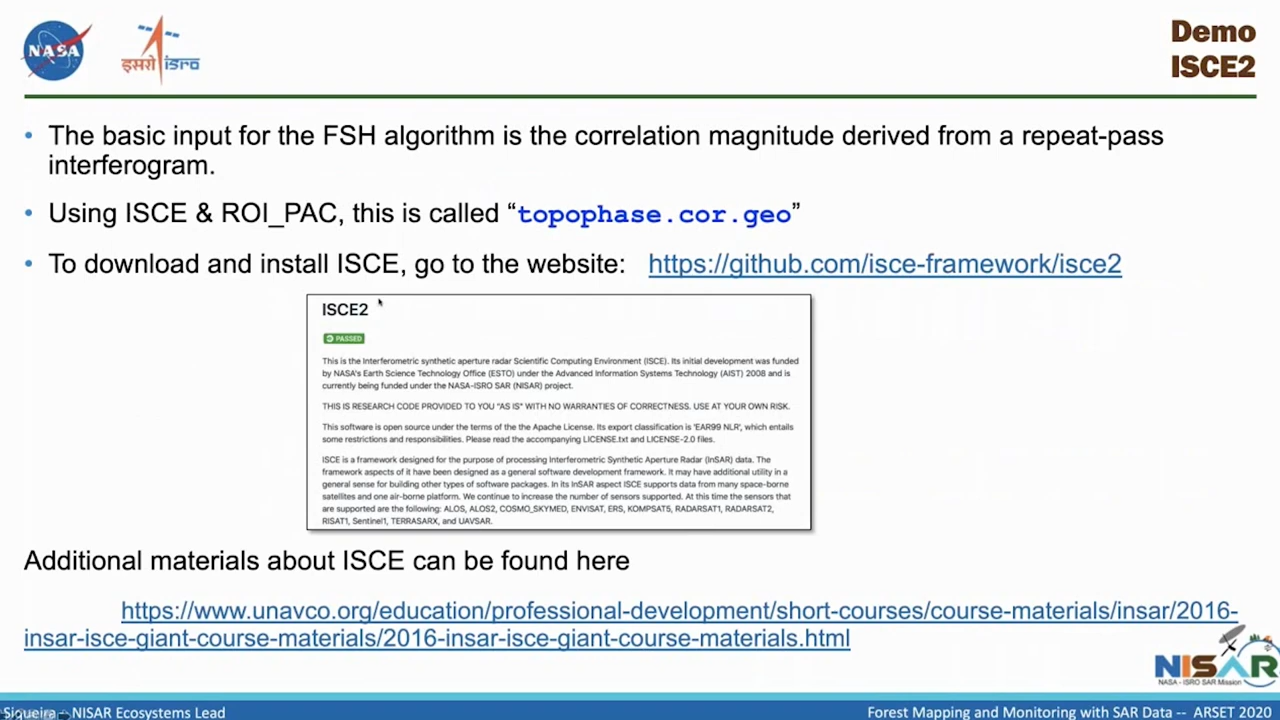 NASA
इसरो isro
Demo
ISCE2
• The basic input for the FSH algorithm is the correlation magnitude derived from a repeat-pass
interferogram.
• Using ISCE & ROI_PAC, this is called “topophase.cor.geo”
• To download and install ISCE, go to the website: https://github.com/isce-framework/isce2
ISCE2
PASSED
This is the Interferometric synthetic aperture radar Scientific Computing Environment (ISCE). Its initial development was funded
by NASA's Earth Science Technology Office (ESTO) under the Advanced Information Systems Technology (AIST) 2008 and is
currently being funded under the NASA-ISRO SAR (NISAR) project.
THIS IS RESEARCH CODE PROVIDED TO YOU "AS IS" WITH NO WARRANTIES OF CORRECTNESS. USE AT YOUR OWN RISK.
This software is open source under the terms of the the Apache License. Its export classification is 'EAR99 NLR', which entails
some restrictions and responsibilities. Please read the accompanying LICENSE.txt and LICENSE-2.0 files.
ISCE is a framework designed for the purpose of processing Interferometric Synthetic Aperture Radar (InSAR) data. The
framework aspects of it have been designed as a general software development framework. It may have additional utility in a
general sense for building other types of software packages. In its InSAR aspect ISCE supports data from many space-borne
satellites and one air-borne platform. We continue to increase the number of sensors supported. At this time the sensors that
are supported are the following: ALOS, ALOS2, COSMO_SKYMED, ENVISAT, ERS, KOMPSAT5, RADARSAT1, RADARSAT2,
RISAT1, Sentinel1, TERRASARX, and UAVSAR.
Additional materials about ISCE can be found here
https://www.unavco.org/education/professional-development/short-courses/course-materials/insar/2016-
insar-isce-giant-course-materials/2016-insar-isce-giant-course-materials.html
NISAR
NASA - ISRO SAR Mission
Siqueira -- NISAR Ecosystems Lead
Forest Mapping and Monitoring with SAR Data -- ARSET 2020